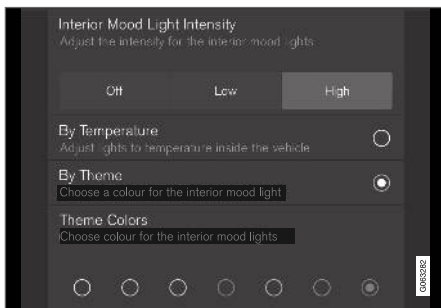 Interior Mood Light Intensity
Adjust the intensity for the interior mood lights
Off Low High
By Temperature
Adjust lights to temperature inside the vehicle
By Theme
Choose a colour for the interior mood light
Theme Colors
Choose colour for the interior mood lights
G063282